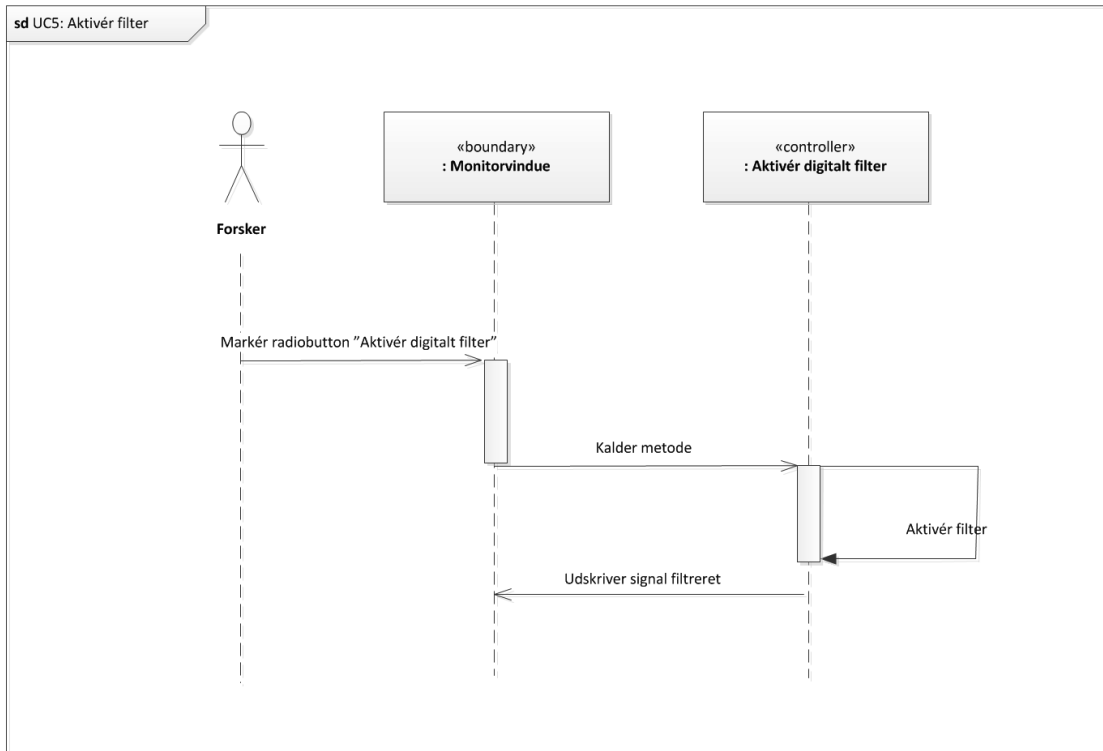 sd UC5: Aktivér filter
«boundary»
: Monitorvindue
«controller»
: Aktivér digitalt filter
Forsker
Markér radiobutton ”Aktivér digitalt filter”
Kalder metode
Aktivér filter
Udskriver signal filtreret